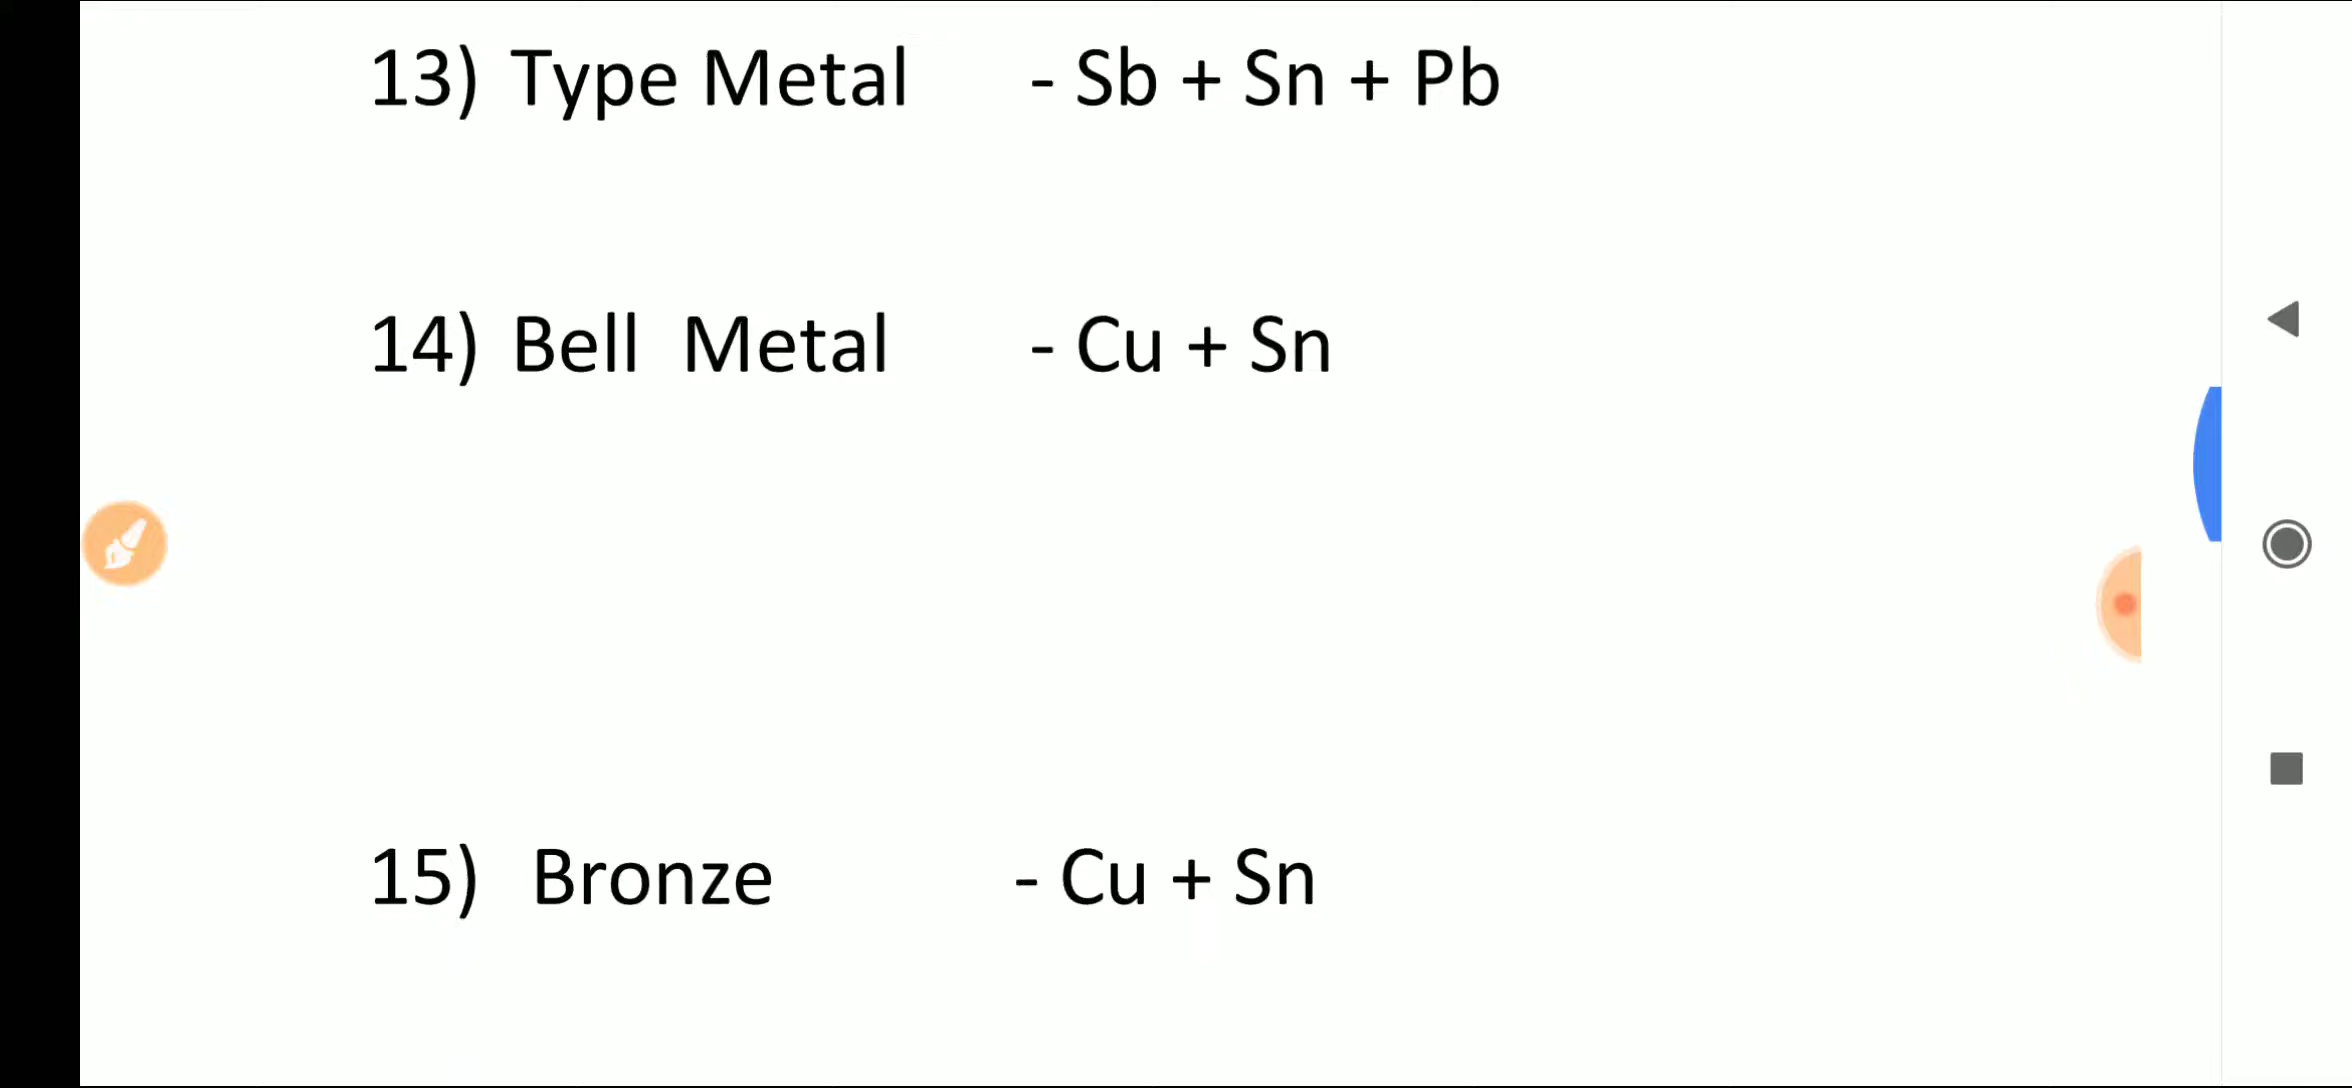 13) Type Metal - Sb + Sn + Pb
14) Bell Metal - Cu + Sn
15) Bronze - Cu + Sn